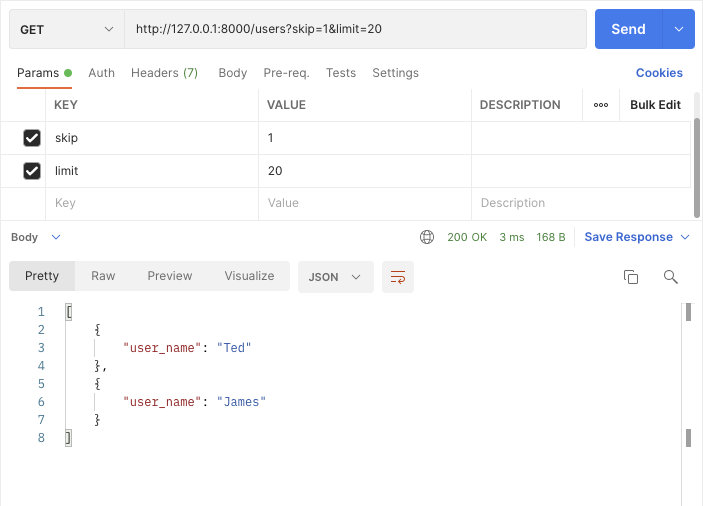 GET http://127.0.0.1:8000/users?skip=1&limit=20 Send
Params Auth Headers (7) Body Pre-req. Tests Settings Cookies
KEY VALUE DESCRIPTION Bulk Edit
skip 1
limit 20
Key Value Description
Body 200 OK 3 ms 168 B Save Response
Pretty Raw Preview Visualize JSON
1 [
2 {
3 "user_name": "Ted"
4 },
5 {
6 "user_name": "James"
7 }
8 ]